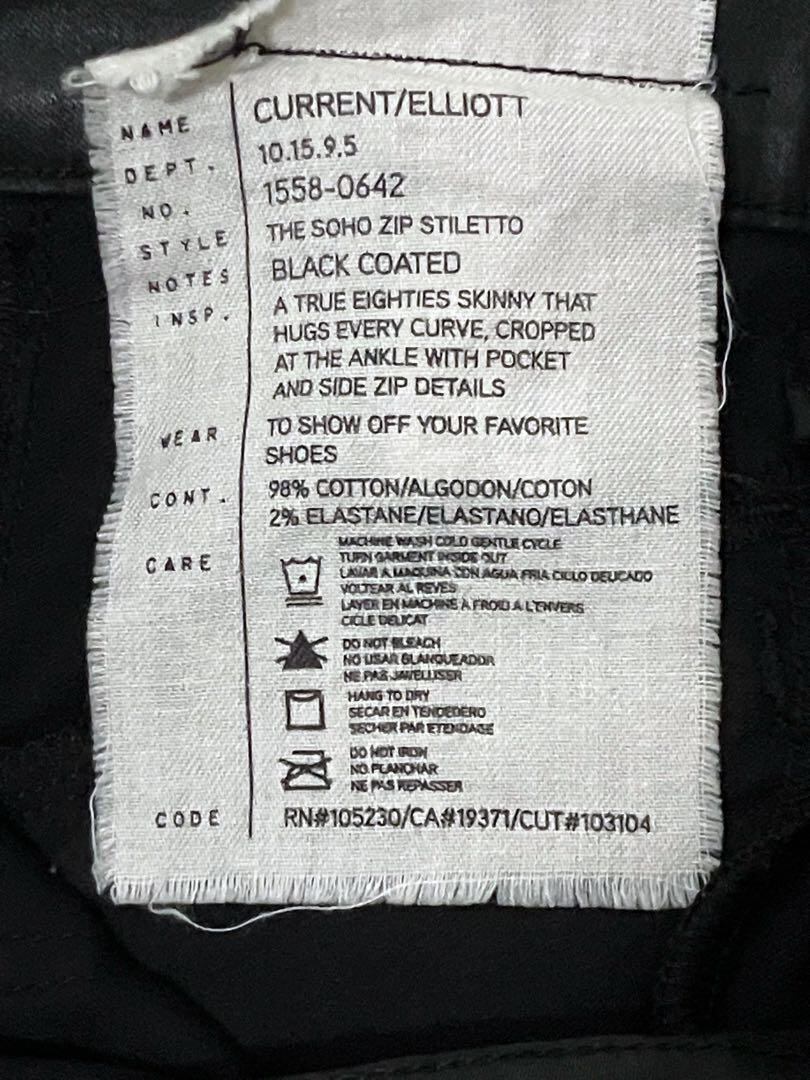 NAME CURRENT/ELLIOTT
DEPT. 10.15.9.5
NO. 1558-0642
STYLE THE SOHO ZIP STILETTO
NOTES BLACK COATED
INSP. A TRUE EIGHTIES SKINNY THAT
HUGS EVERY CURVE, CROPPED
AT THE ANKLE WITH POCKET
AND SIDE ZIP DETAILS
WEAR TO SHOW OFF YOUR FAVORITE
SHOES
CONT. 98% COTTON/ALGODON/COTON
2% ELASTANE/ELASTANO/ELASTHANE
CARE MACHINE WASH COLD GENTLE CYCLE
TURN GARMENT INSIDE OUT
LAVAR A MAQUINA CON AGUA FRIA CICLO DELICADO
VOLTEAR AL REVES
LAVER EN MACHINE À FROID A L'ENVERS
CICLE DELICAT
DO NOT BLEACH
NO USAR BLANQUEADOR
NE PAS JAVELLISER
HANG TO DRY
SECAR EN TENDEDERO
SECHER PAR ETENDAGE
DO NOT IRON
NO PLANCHAR
NE PAS REPASSER
CODE RN#105230/CA#19371/CUT#103104